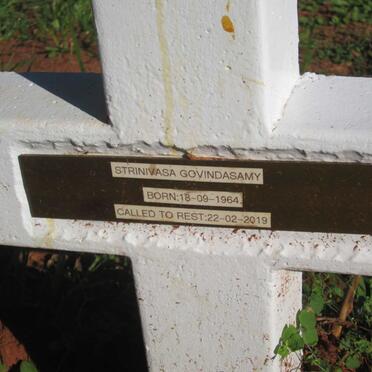 STRINIVASA GOVINDASAMY
BORN:18-09-1964
CALLED TO REST:22-02-2019